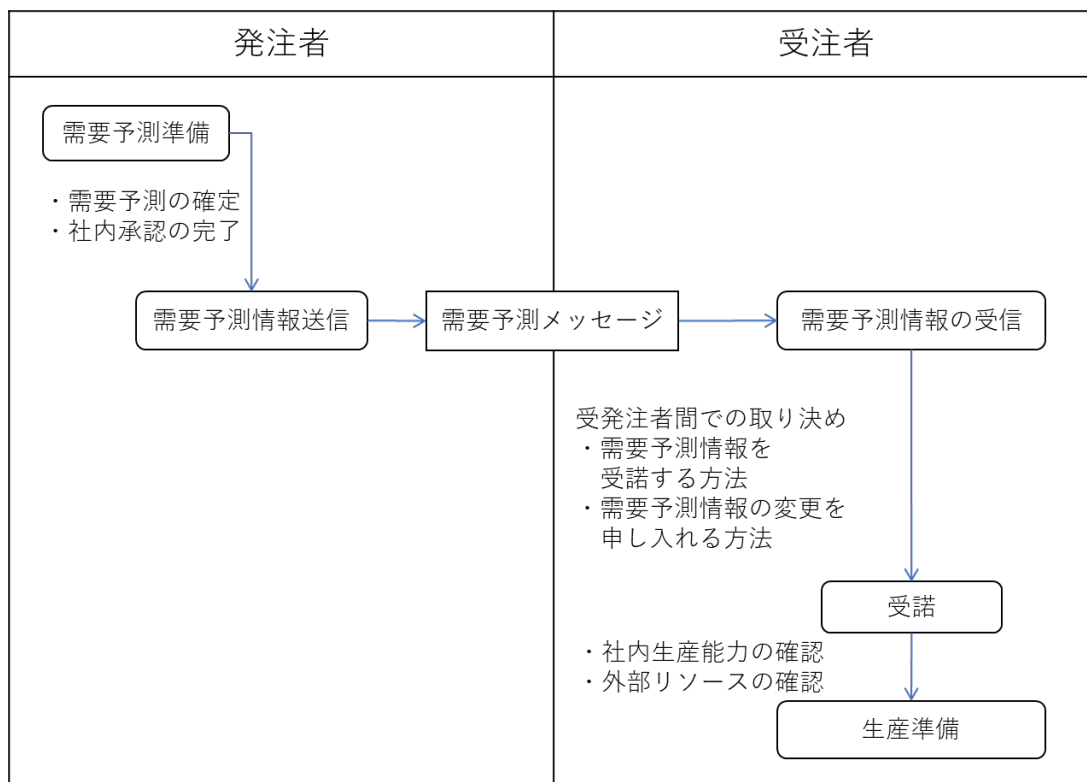 発注者
受注者
需要予測準備
・需要予測の確定
・社内承認の完了
需要予測情報送信
需要予測メッセージ
需要予測情報の受信
受発注者間での取り決め
・需要予測情報を
受諾する方法
・需要予測情報の変更を
申し入れる方法
受諾
・社内生産能力の確認
・外部リソースの確認
生産準備